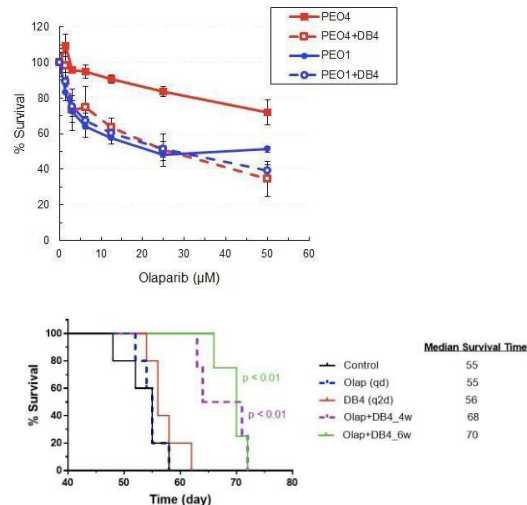 120
100
80
60
40
20
0
% Survival
0 10 20 30 40 50 60
Olaparib (µM)
PEO4
PEO4+DB4
PEO1
PEO1+DB4
100
80
60
40
20
0
% Survival
40 50 60 70 80
Time (day)
p < 0.01
p < 0.01
Median Survival Time
Control 55
Olap (qd) 55
DB4 (q2d) 56
Olap+DB4_4w 68
Olap+DB4_6w 70